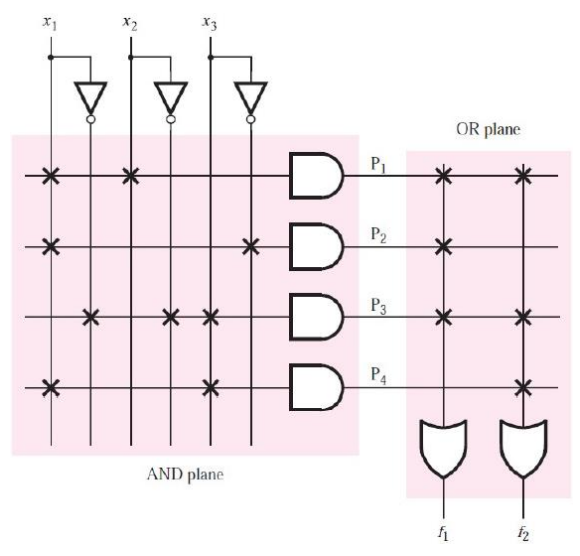 x1 x2 x3
OR plane
P1
P2
P3
P4
AND plane
f1 f2